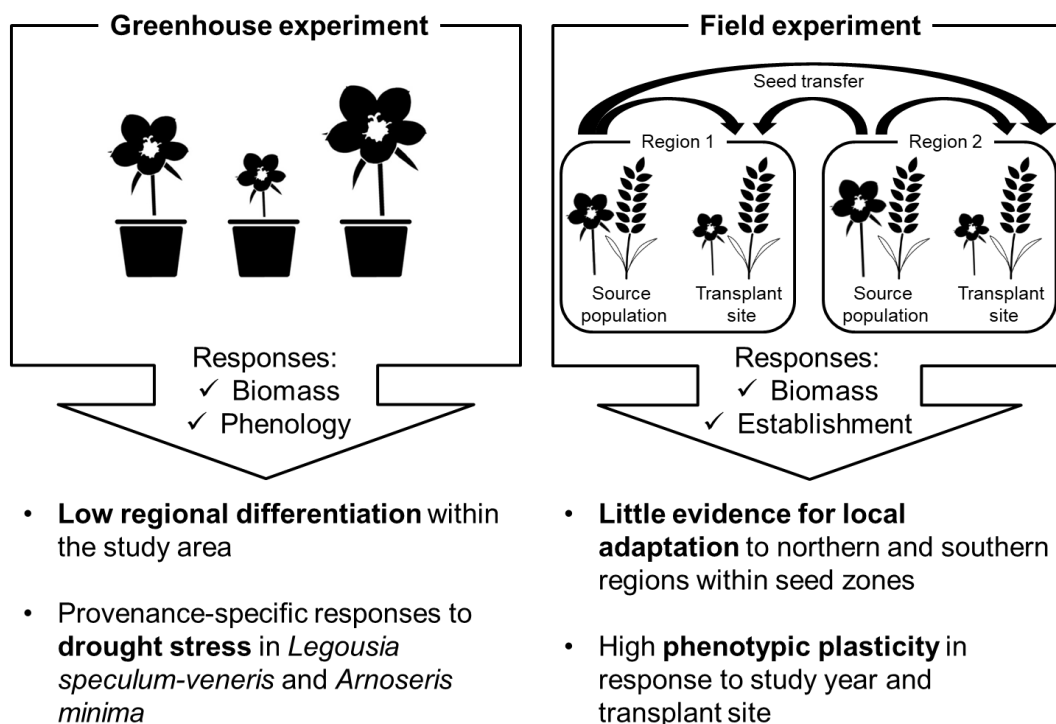 Greenhouse experiment
Responses:
✓ Biomass
✓ Phenology
• Low regional differentiation within
the study area
• Provenance-specific responses to
drought stress in Legousia
speculum-veneris and Arnoseris
minima
Field experiment
Seed transfer
Region 1
Source
population
Transplant
site
Region 2
Source
population
Transplant
site
Responses:
✓ Biomass
✓ Establishment
• Little evidence for local
adaptation to northern and southern
regions within seed zones
• High phenotypic plasticity in
response to study year and
transplant site